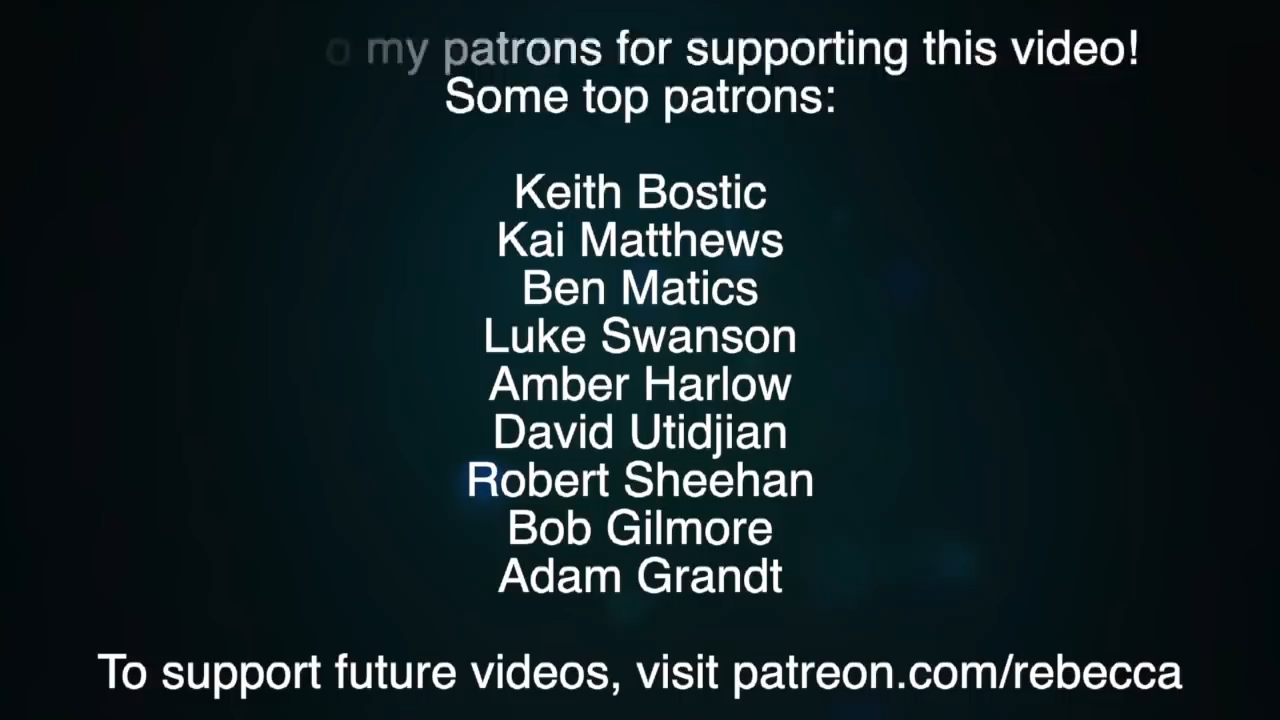 o my patrons for supporting this video!
Some top patrons:
Keith Bostic
Kai Matthews
Ben Matics
Luke Swanson
Amber Harlow
David Utidjian
Robert Sheehan
Bob Gilmore
Adam Grandt
To support future videos, visit patreon.com/rebecca